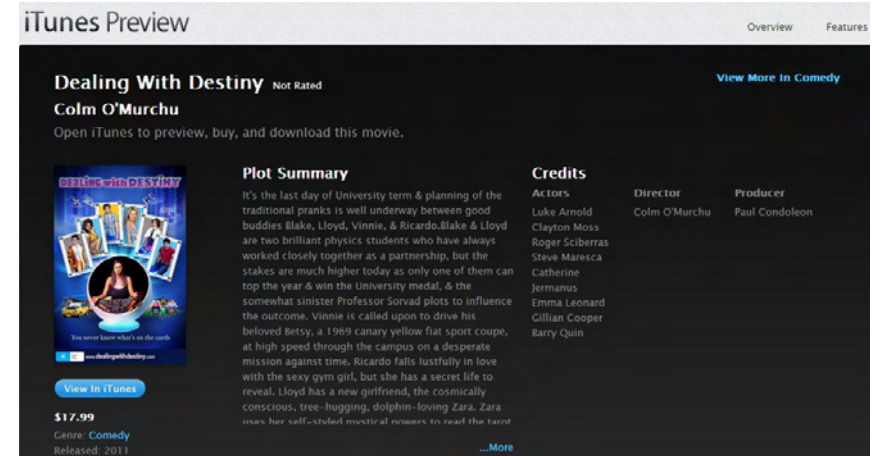 iTunes Preview
Overview
Features
Dealing With Destiny Not Rated
View More In Comedy
Colm O'Murchu
Open iTunes to preview, buy, and download this movie.
DEALING with DESTINY
You never know what's on the cards
www.dealingwithdestiny.com
View In iTunes
$17.99
Genre: Comedy
Released: 2011
Plot Summary
It's the last day of University term & planning of the
traditional pranks is well underway between good
buddies Blake, Lloyd, Vinnie, & Ricardo.Blake & Lloyd
are two brilliant physics students who have always
worked closely together as a partnership, but the
stakes are much higher today as only one of them can
top the year & win the University medal, & the
somewhat sinister Professor Sorvad plots to influence
the outcome. Vinnie is called upon to drive his
beloved Betsy, a 1969 canary yellow fiat sport coupe,
at high speed through the campus on a desperate
mission against time. Ricardo falls lustfully in love
with the sexy gym girl, but she has a secret life to
reveal. Lloyd has a new girlfriend, the cosmically
conscious, tree-hugging, dolphin-loving Zara. Zara
uses her self-styled mystical powers to read the tarot
...More
Credits
Actors
Luke Arnold
Clayton Moss
Roger Sciberras
Steve Maresca
Catherine
Jermanus
Emma Leonard
Gillian Cooper
Barry Quin
Director
Colm O'Murchu
Producer
Paul Condoleon